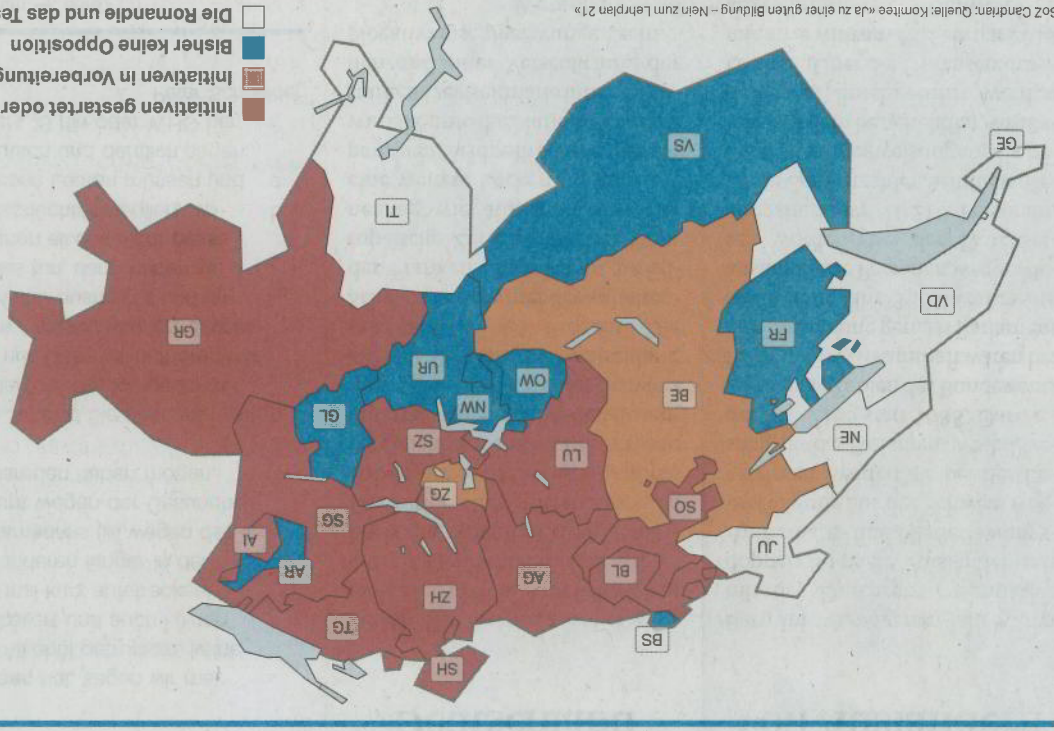 SH
BS
TG
ZH
AG
BL
AR
JU
AI
SG
SO
ZG
LU
SZ
NE
GL
NW
BE
OW
UR
FR
GR
VD
TI
VS
GE
Initiativen gestartet oder
Initiativen in Vorbereitung
Bisher keine Opposition
Die Romandie und das
SoZ Candrian; Quelle: Komitee «Ja zu einer guten Bildung – Nein zum Lehrplan 21»